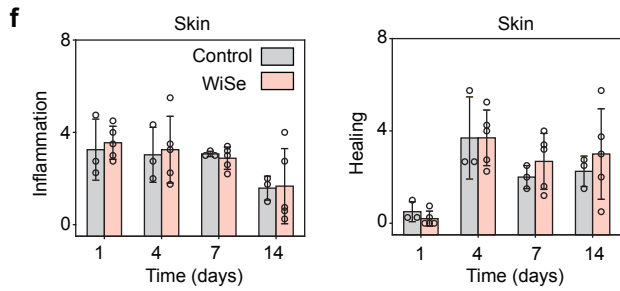 f
Skin
8
4
0
Inflammation
Control
WiSe
1 4 7 14
Time (days)
Skin
8
4
0
Healing
1 4 7 14
Time (days)